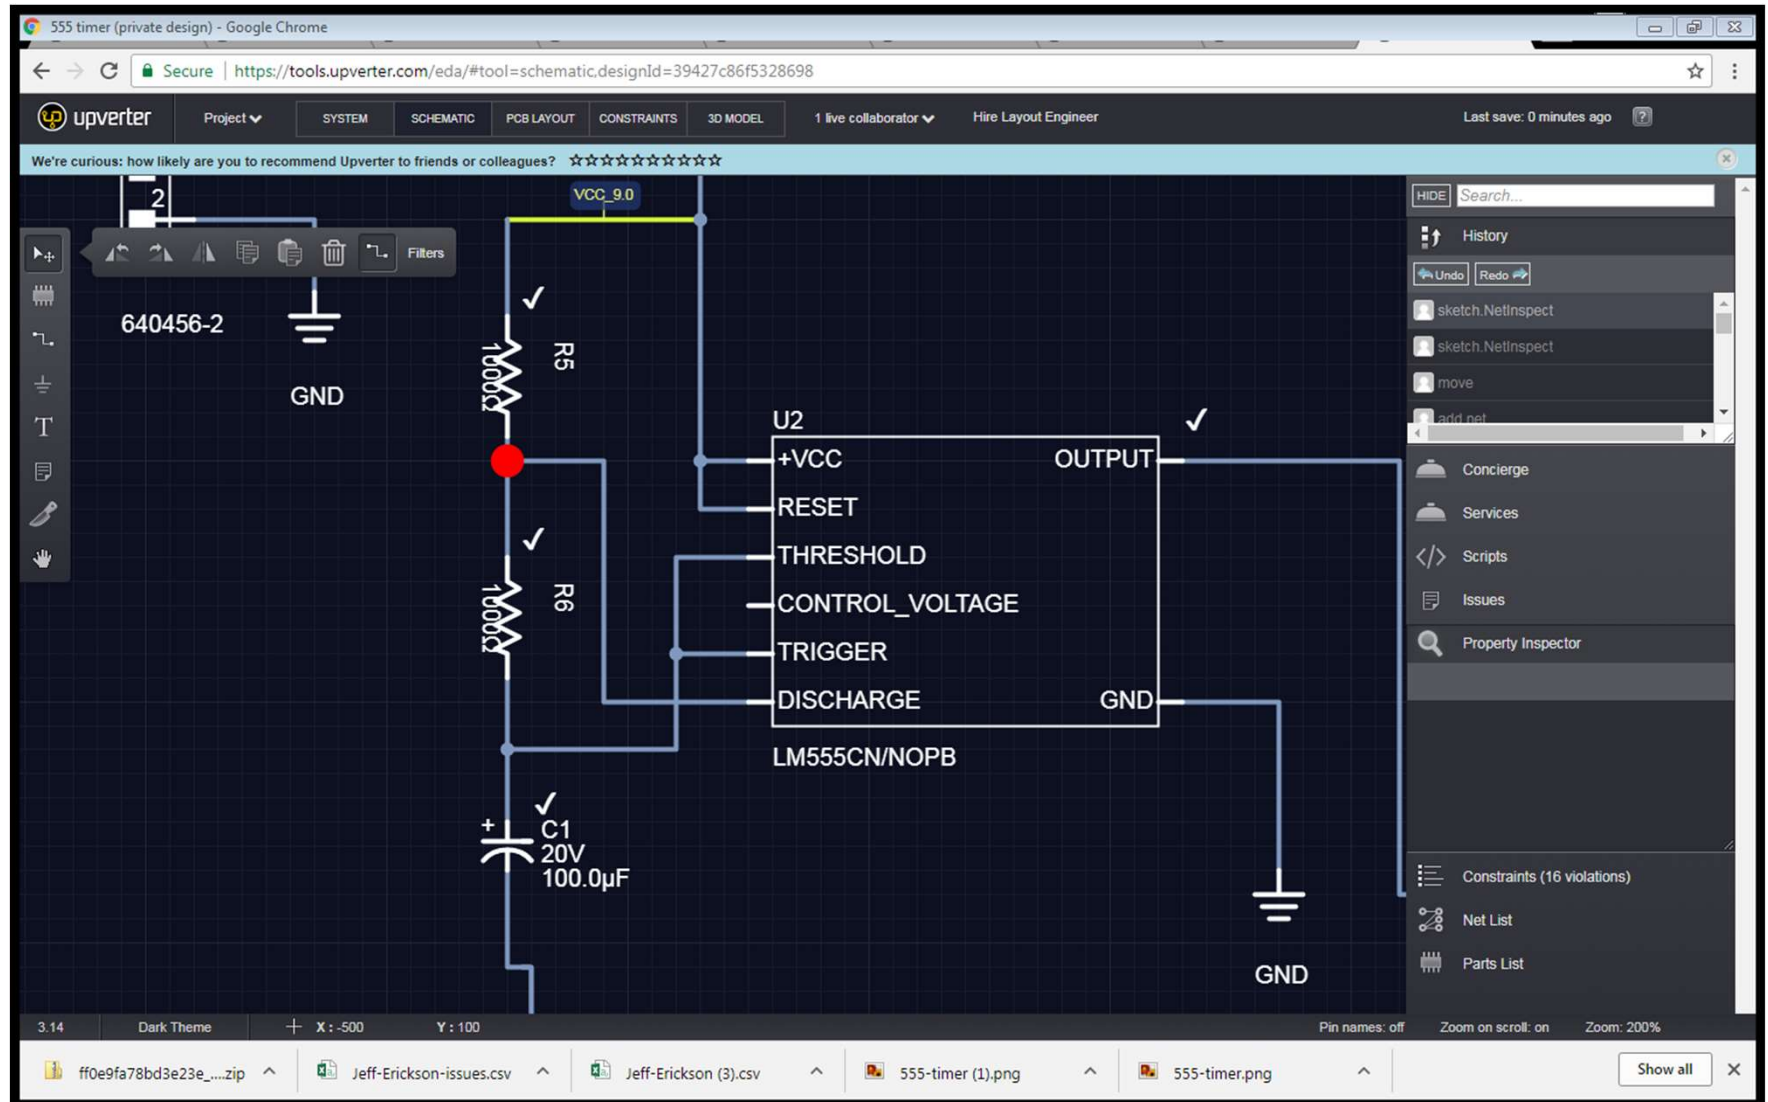 555 timer (private design) - Google Chrome
Secure | https://tools.upverter.com/eda/#tool=schematic,designId=39427c86f5328698
upverter Project SYSTEM SCHEMATIC PCB LAYOUT CONSTRAINTS 3D MODEL 1 live collaborator Hire Layout Engineer Last save: 0 minutes ago ?
We're curious: how likely are you to recommend Upverter to friends or colleagues?
2
VCC_9.0
HIDE Search...
History
Filters
Undo Redo
sketch.NetInspect
640456-2
sketch.NetInspect
R5
1000Ω
move
GND
add net
U2
+VCC OUTPUT
Concierge
RESET
Services
THRESHOLD
Scripts
R6
1000Ω
CONTROL_VOLTAGE
Issues
TRIGGER
Property Inspector
DISCHARGE GND
LM555CN/NOPB
+ C1
20V
100.0µF
Constraints (16 violations)
Net List
Parts List
GND
3.14 Dark Theme X : -500 Y : 100 Pin names: off Zoom on scroll: on Zoom: 200%
ff0e9fa78bd3e23e_....zip Jeff-Erickson-issues.csv Jeff-Erickson (3).csv 555-timer (1).png 555-timer.png Show all